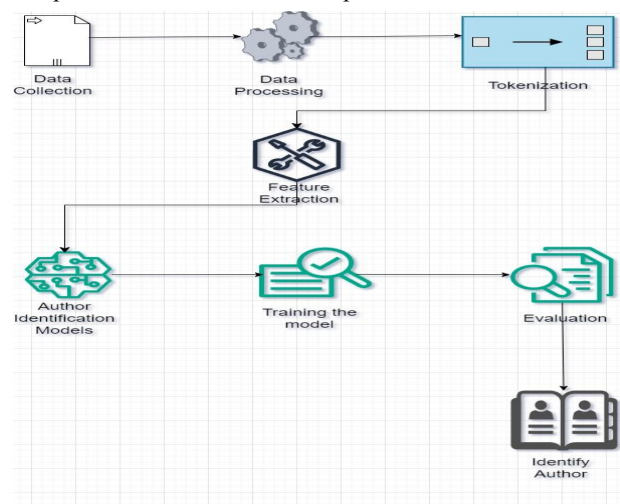 Data
Collection
Data
Processing
Tokenization
Feature
Extraction
Author
Identification
Models
Training the
model
Evaluation
Identify
Author